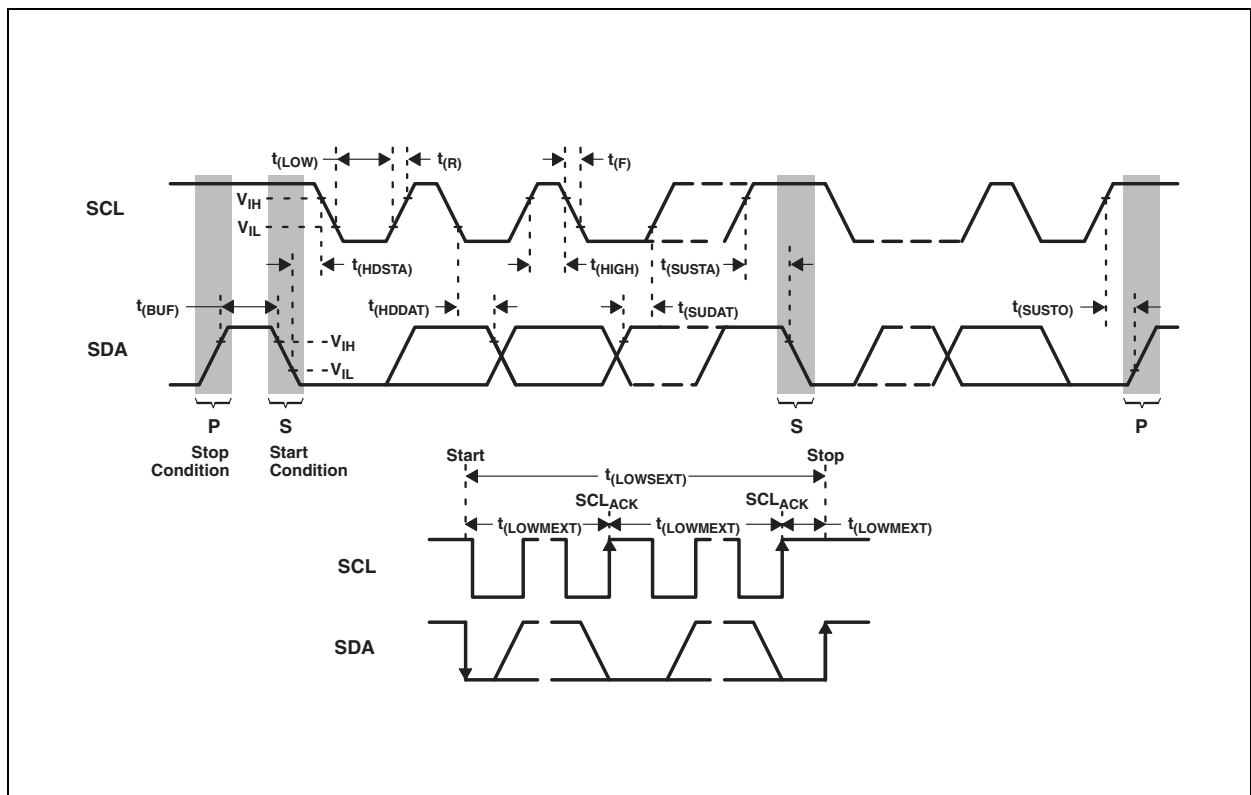 t(LOW)
t(R)
t(F)
SCL
VIH
VIL
t(HDSTA)
t(HIGH)
t(SUSTA)
t(BUF)
t(HDDAT)
t(SUDAT)
t(SUSTO)
SDA
VIH
VIL
P
S
S
P
Stop
Condition
Start
Condition
Start
Stop
t(LOWSEXT)
SCLACK
SCLACK
t(LOWMEXT)
t(LOWMEXT)
t(LOWMEXT)
SCL
SDA